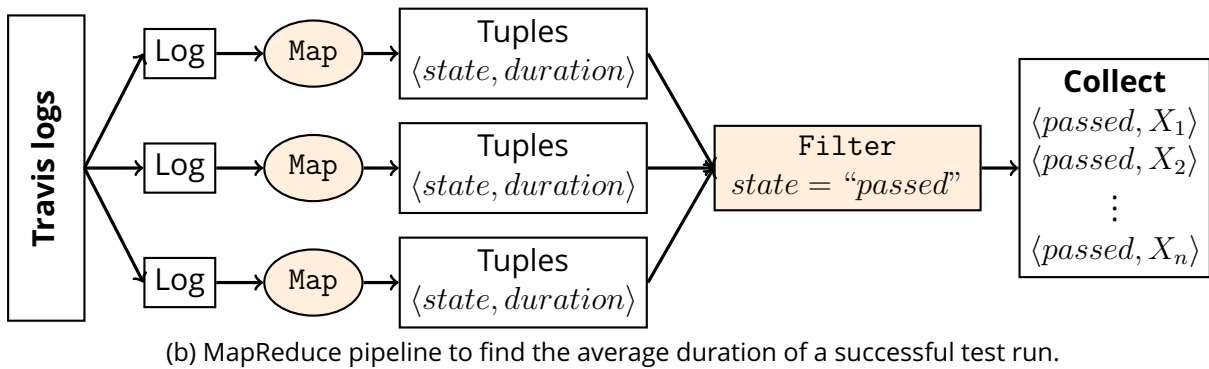 Travis logs
Log
Map
Tuples
⟨state, duration⟩
Log
Map
Tuples
⟨state, duration⟩
Log
Map
Tuples
⟨state, duration⟩
Filter
state = “passed”
Collect
⟨passed, X₁⟩
⟨passed, X₂⟩
⋮
⟨passed, Xₙ⟩
(b) MapReduce pipeline to find the average duration of a successful test run.